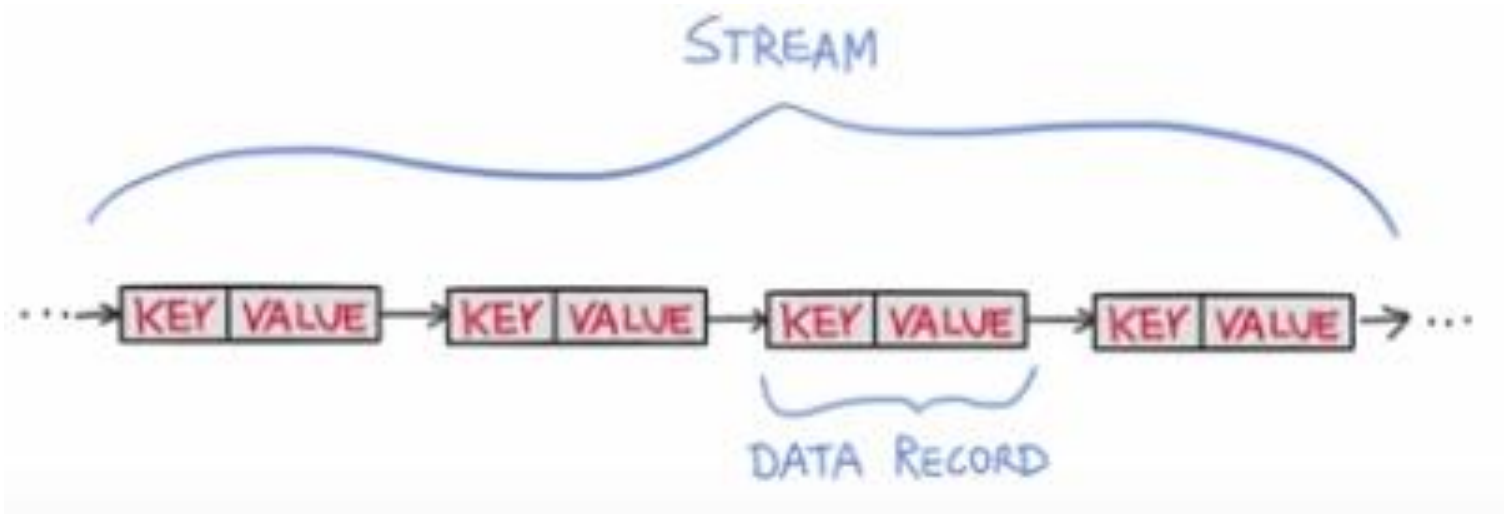 STREAM
... KEY VALUE KEY VALUE KEY VALUE KEY VALUE ...
DATA RECORD